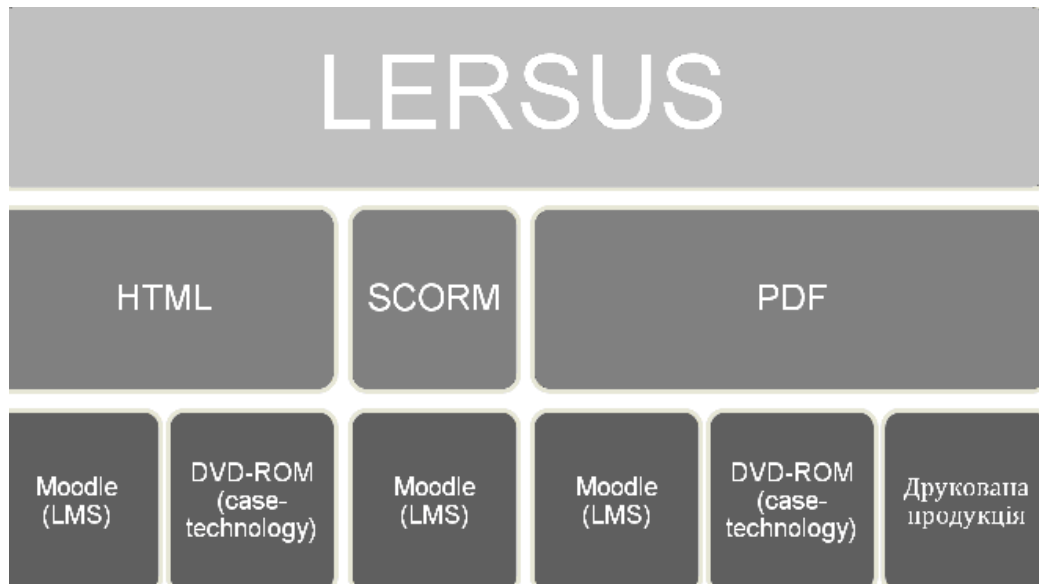 LERSUS
HTML
SCORM
PDF
Moodle
(LMS)
DVD-ROM
(case-
technology)
Moodle
(LMS)
Moodle
(LMS)
DVD-ROM
(case-
technology)
Друкована
продукція